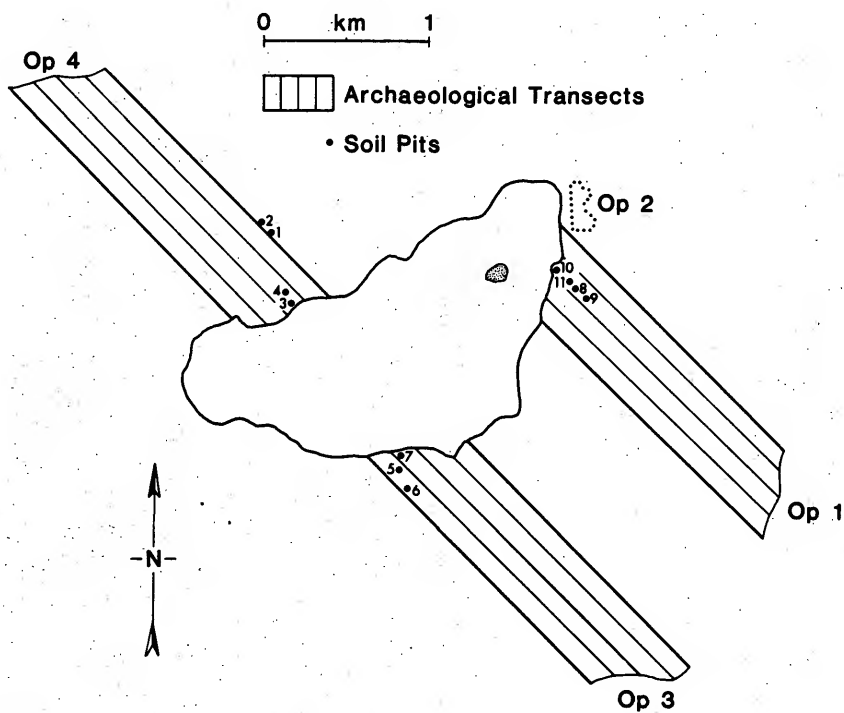 0 km 1
Op 4
Archaeological Transects
• Soil Pits
Op 2
2
1
10
4
11
8
9
3
7
5
6
-N-
Op 1
Op 3